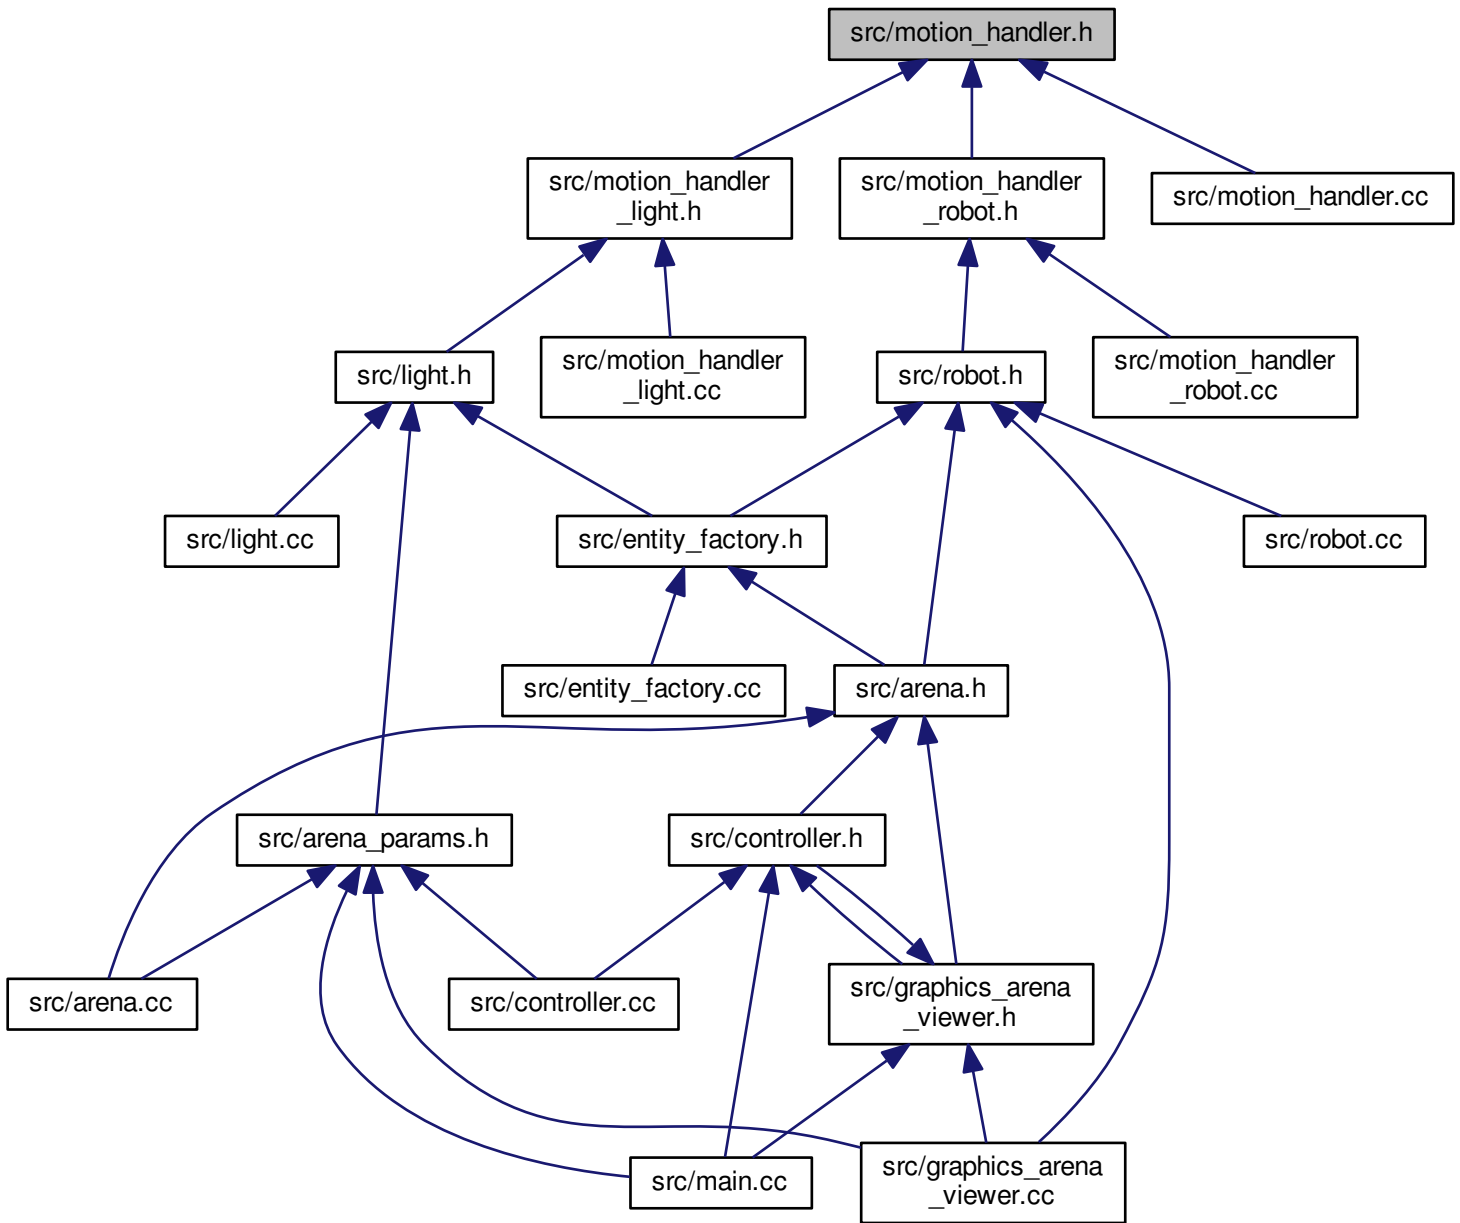 src/motion_handler.h
src/motion_handler
_light.h
src/motion_handler
_robot.h
src/motion_handler.cc
src/light.h
src/motion_handler
_light.cc
src/robot.h
src/motion_handler
_robot.cc
src/light.cc
src/entity_factory.h
src/robot.cc
src/entity_factory.cc
src/arena.h
src/arena_params.h
src/controller.h
src/arena.cc
src/controller.cc
src/graphics_arena
_viewer.h
src/main.cc
src/graphics_arena
_viewer.cc